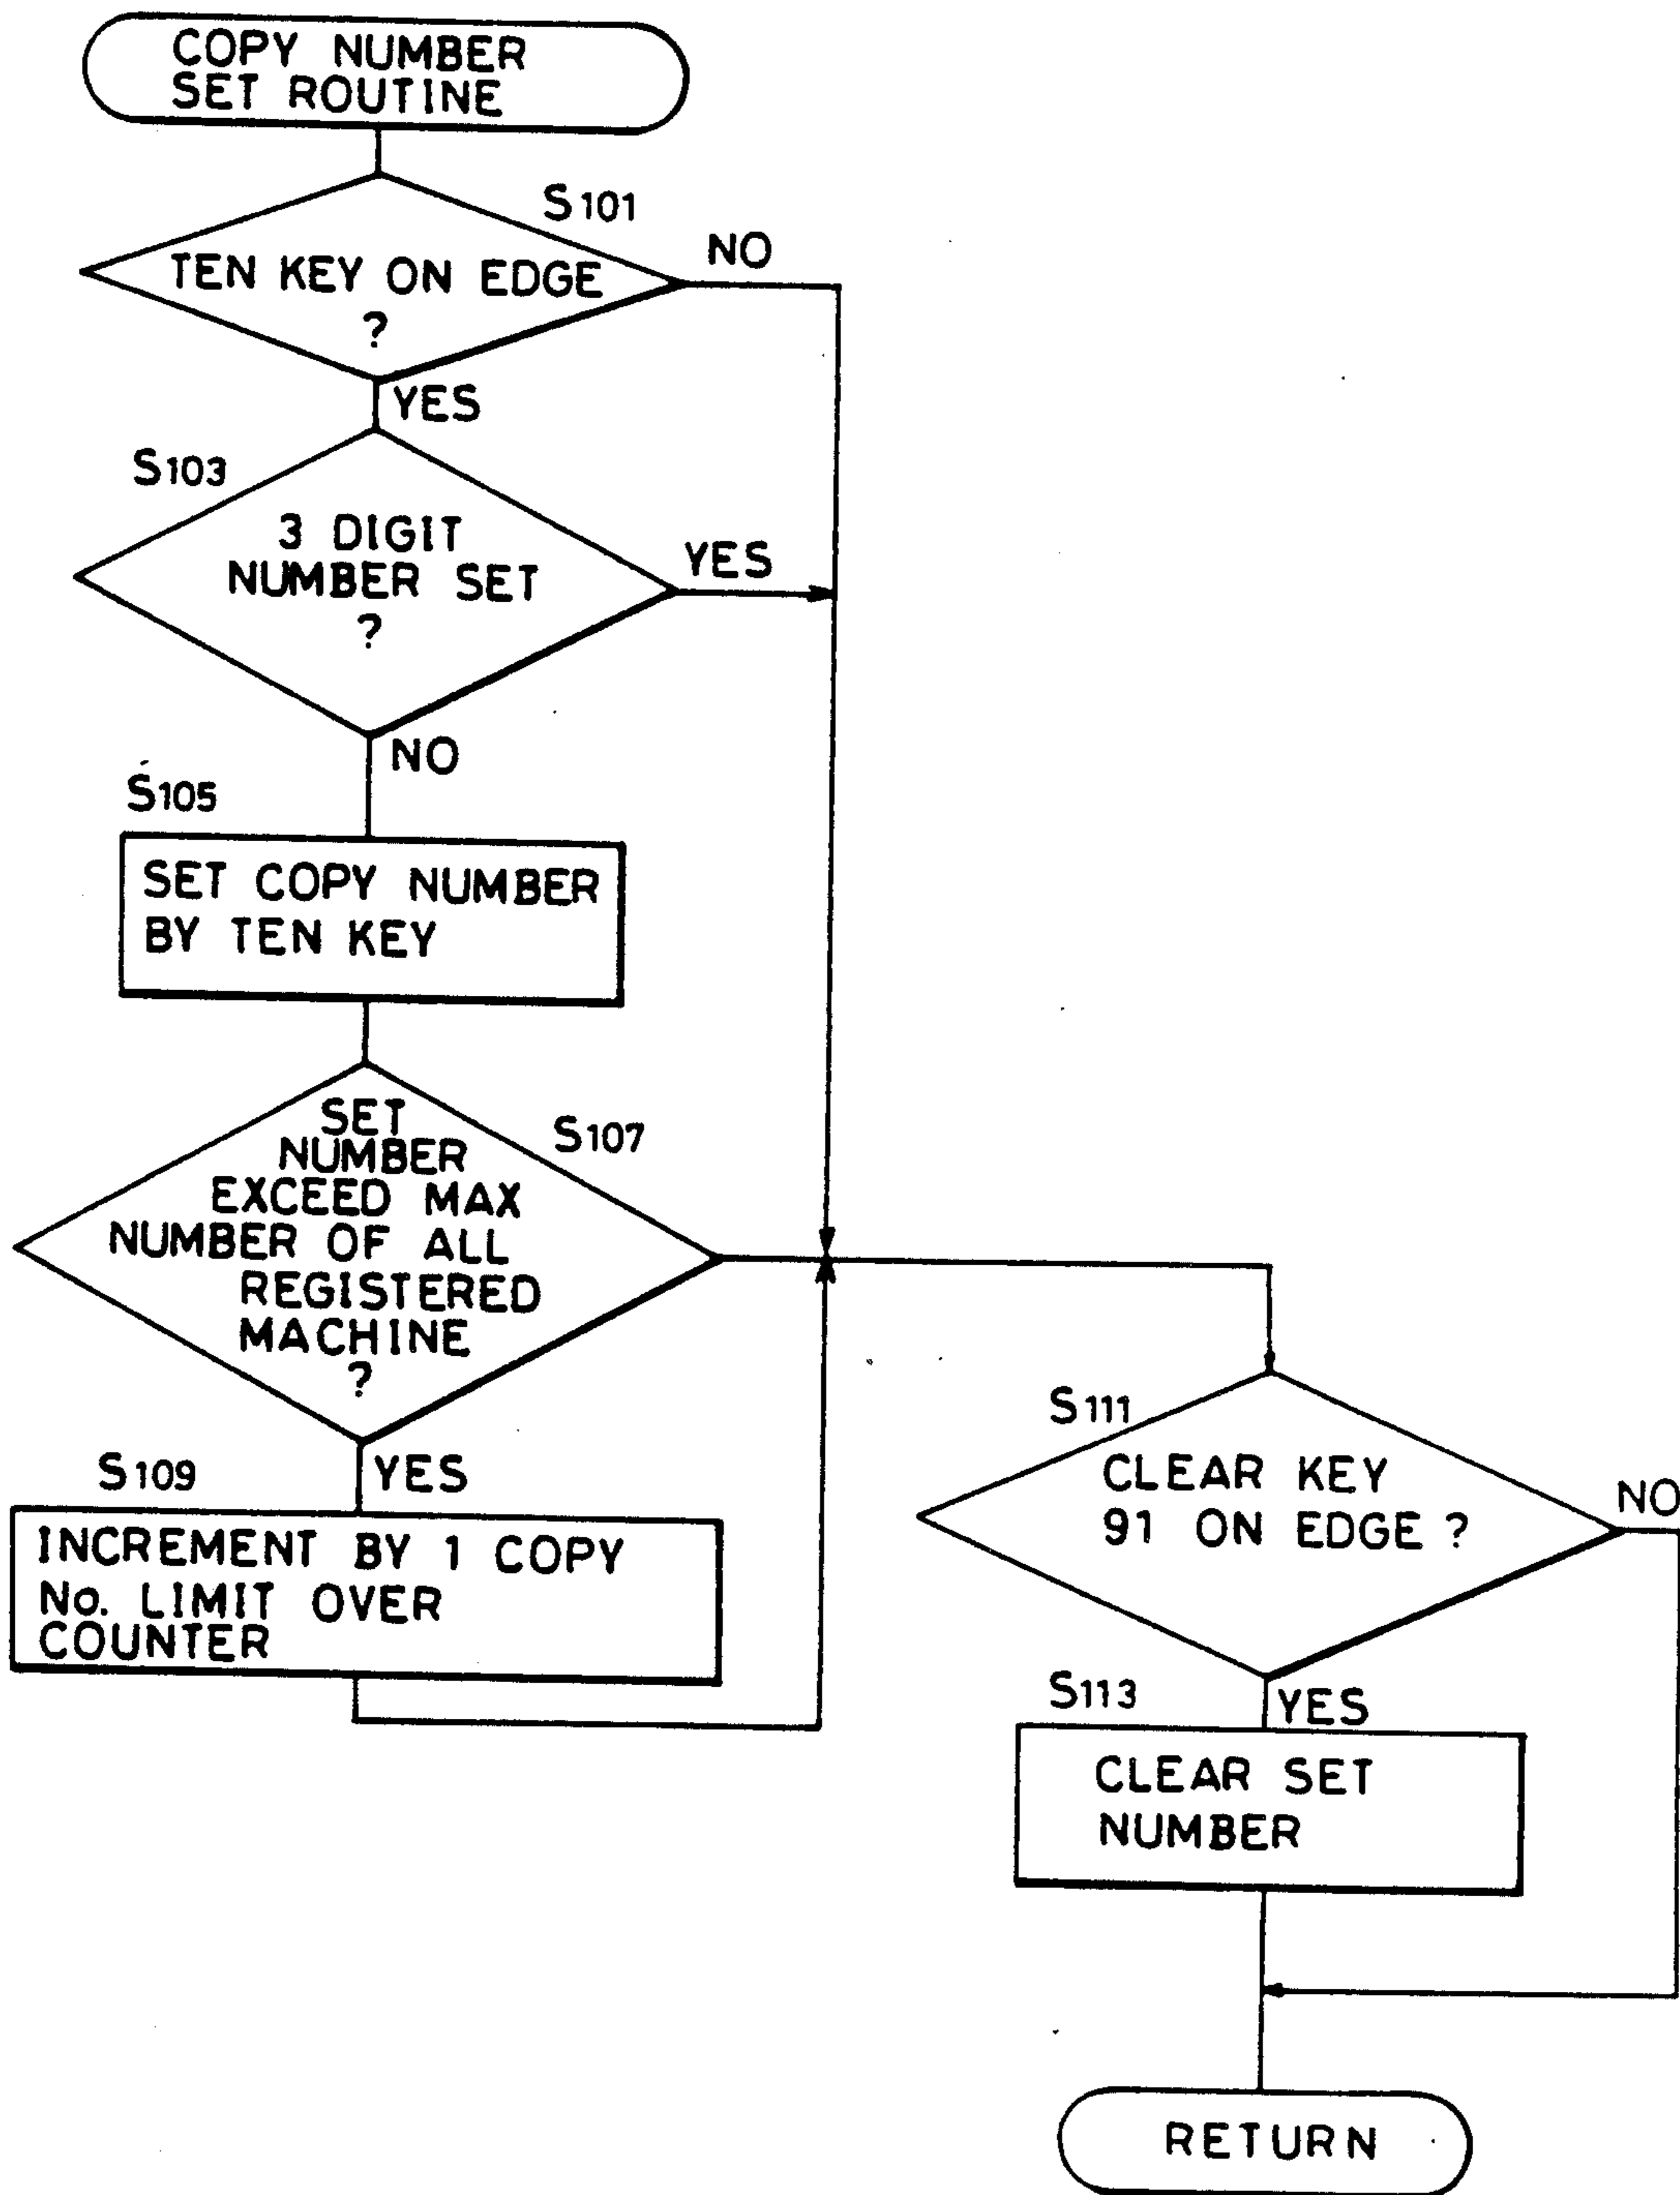 COPY NUMBER
SET ROUTINE
S101
TEN KEY ON EDGE
?
NO
YES
S103
3 DIGIT
NUMBER SET
?
YES
NO
S105
SET COPY NUMBER
BY TEN KEY
SET
NUMBER
EXCEED MAX
NUMBER OF ALL
REGISTERED
MACHINE
?
S107
YES
S109
INCREMENT BY 1 COPY
No. LIMIT OVER
COUNTER
S111
CLEAR KEY
91 ON EDGE ?
NO
YES
S113
CLEAR SET
NUMBER
RETURN